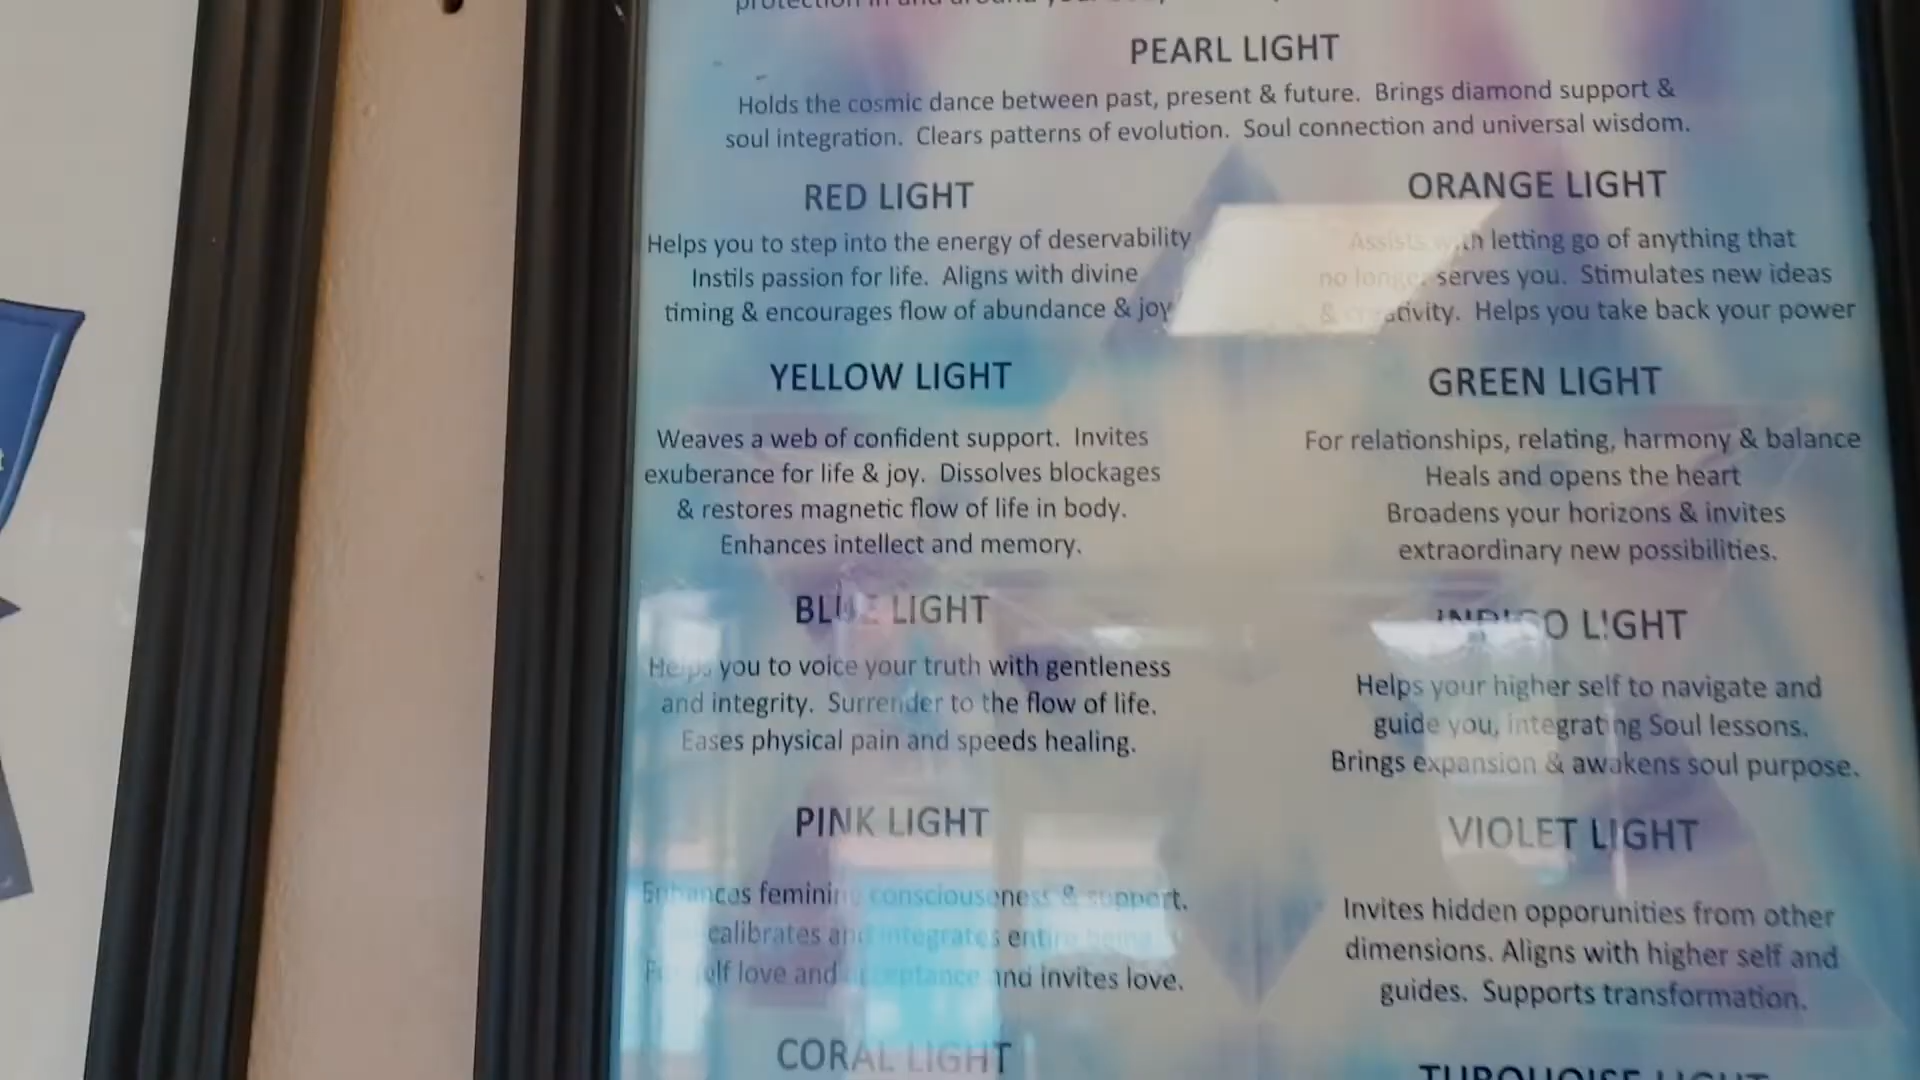 PEARL LIGHT
Holds the cosmic dance between past, present & future. Brings diamond support &
soul integration. Clears patterns of evolution. Soul connection and universal wisdom.
RED LIGHT
Helps you to step into the energy of deservability
Instils passion for life. Aligns with divine
timing & encourages flow of abundance & joy
ORANGE LIGHT
Assists with letting go of anything that
no longer serves you. Stimulates new ideas
& creativity. Helps you take back your power
YELLOW LIGHT
Weaves a web of confident support. Invites
exuberance for life & joy. Dissolves blockages
& restores magnetic flow of life in body.
Enhances intellect and memory.
GREEN LIGHT
For relationships, relating, harmony & balance
Heals and opens the heart
Broadens your horizons & invites
extraordinary new possibilities.
BLUE LIGHT
Helps you to voice your truth with gentleness
and integrity. Surrender to the flow of life.
Eases physical pain and speeds healing.
INDIGO LIGHT
Helps your higher self to navigate and
guide you, integrating Soul lessons.
Brings expansion & awakens soul purpose.
PINK LIGHT
Enhances feminine consciousness & support.
calibrates and integrates entire being
self love and acceptance and invites love.
VIOLET LIGHT
Invites hidden opporunities from other
dimensions. Aligns with higher self and
guides. Supports transformation.
CORAL LIGHT
TURQUOISE LIGHT